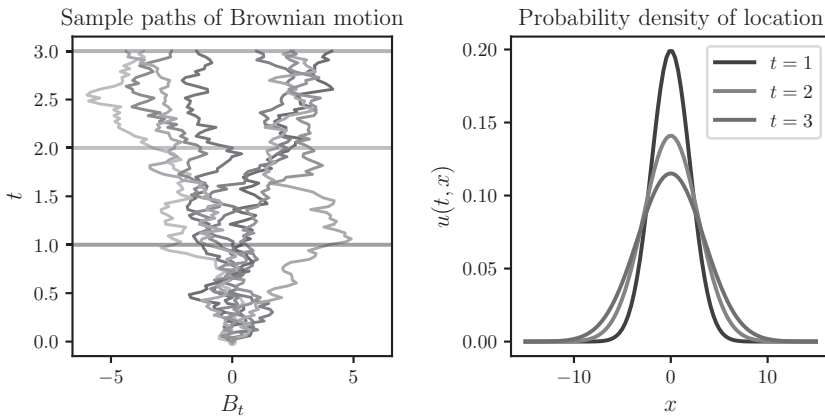 Sample paths of Brownian motion
3.0
2.5
2.0
1.5
1.0
0.5
0.0
t
−5
0
5
B_t
Probability density of location
0.20
0.15
0.10
0.05
0.00
u(t, x)
t = 1
t = 2
t = 3
−10
0
10
x